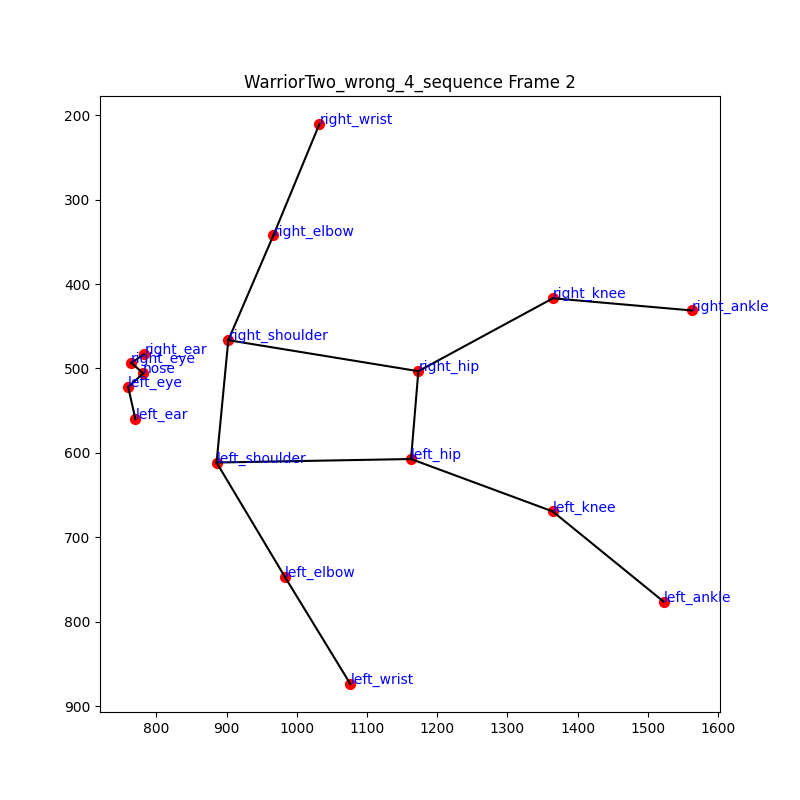 WarriorTwo_wrong_4_sequence Frame 2
200
300
400
500
600
700
800
900
right_wrist
right_elbow
right_knee
right_ankle
right_shoulder
right_ear
right_eye
nose
right_hip
left_eye
left_ear
left_shoulder
left_hip
left_knee
left_elbow
left_ankle
left_wrist
800
900
1000
1100
1200
1300
1400
1500
1600